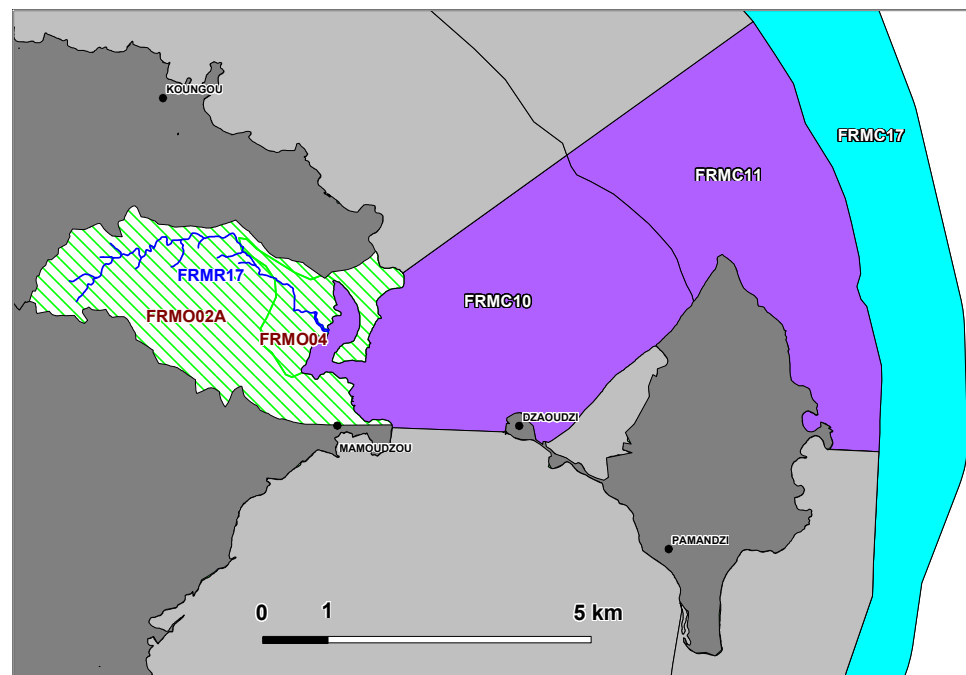 KOUNGOU
FRMC17
FRMC11
FRMR17
FRMC10
FRMO02A
FRMO04
DZAOUDZI
MAMOUDZOU
PAMANDZI
0 1 5 km